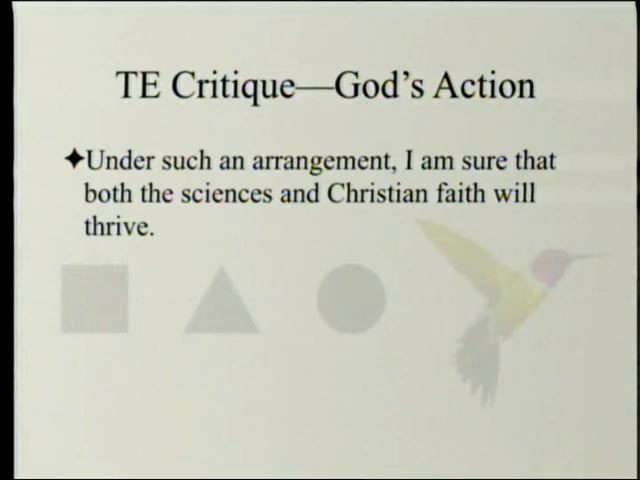 TE Critique—God's Action
✦Under such an arrangement, I am sure that
both the sciences and Christian faith will
thrive.